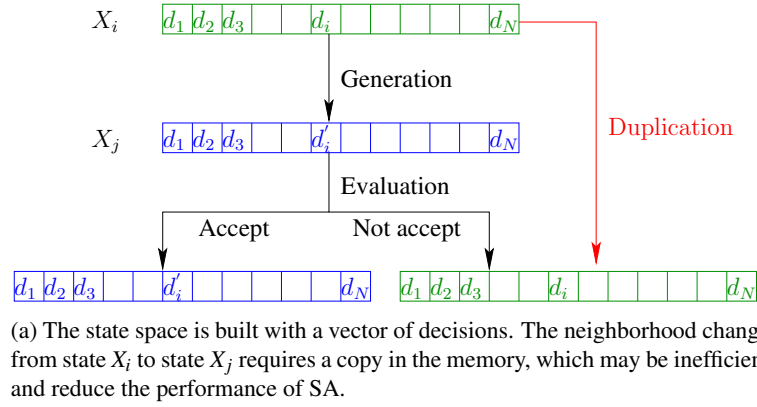 X_i d_1 d_2 d_3 d_i d_N
Generation
X_j d_1 d_2 d_3 d_i' d_N
Duplication
Evaluation
Accept Not accept
d_1 d_2 d_3 d_i' d_N d_1 d_2 d_3 d_i d_N
(a) The state space is built with a vector of decisions. The neighborhood chang
from state X_i to state X_j requires a copy in the memory, which may be inefficien
and reduce the performance of SA.